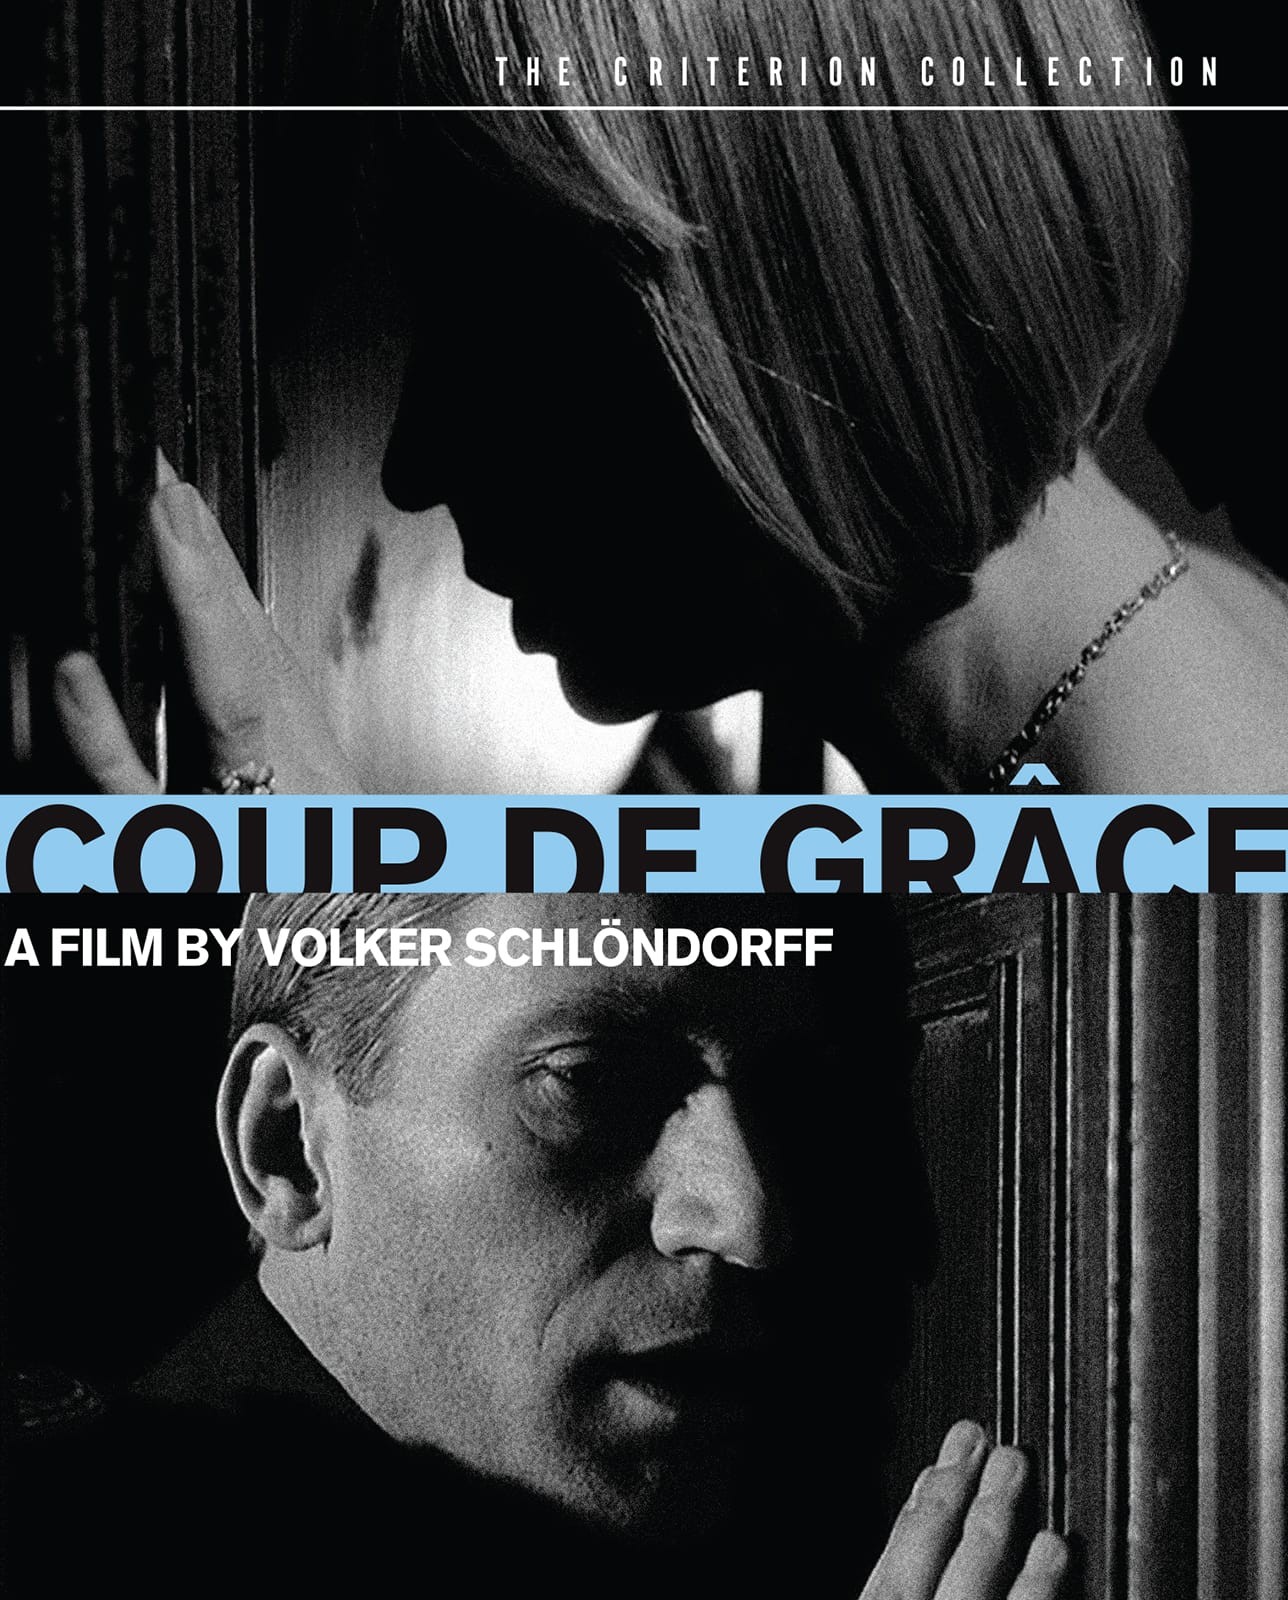 THE CRITERION COLLECTION
COUP DE GRÂCE
A FILM BY VOLKER SCHLÖNDORFF